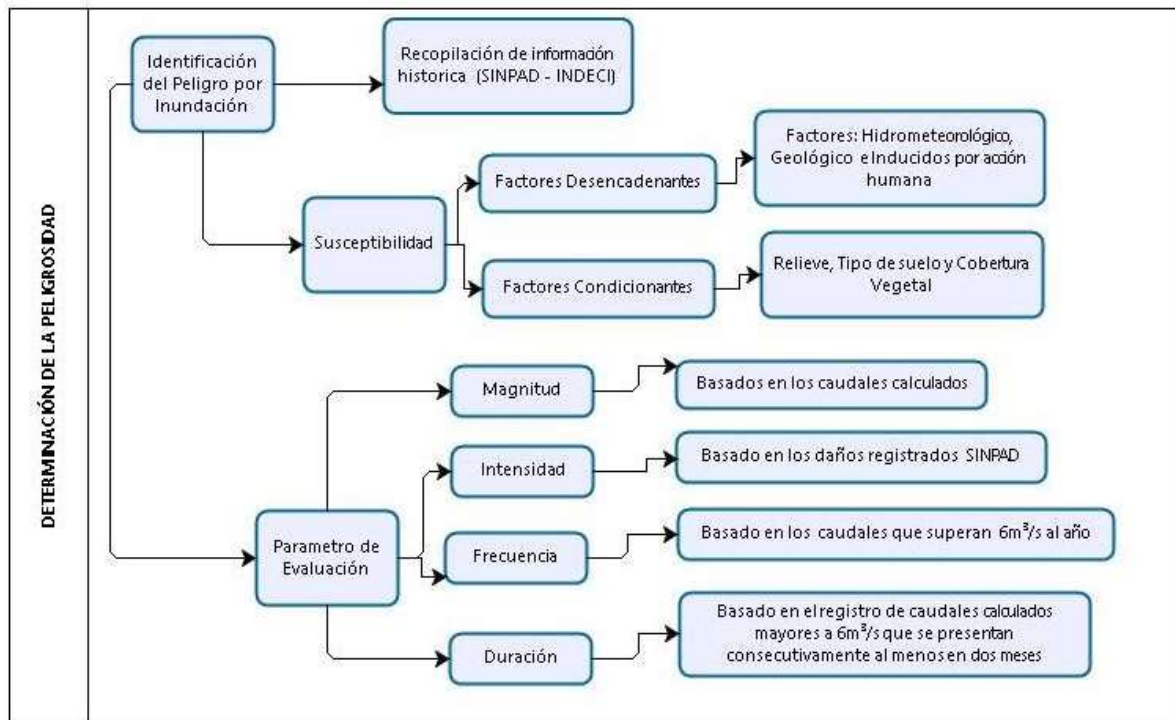 DETERMINACIÓN DE LA PELIGROSIDAD
Identificación
del Peligro por
Inundación
Recopilación de información
historica (SINPAD - INDECI)
Susceptibilidad
Factores Desencadenantes
Factores: Hidrometeorológico,
Geológico e Inducidos por acción
humana
Factores Condicionantes
Relieve, Tipo de suelo y Cobertura
Vegetal
Parametro de
Evaluación
Magnitud
Basados en los caudales calculados
Intensidad
Basado en los daños registrados SINPAD
Frecuencia
Basado en los caudales que superan 6m³/s al año
Duración
Basado en el registro de caudales calculados
mayores a 6m³/s que se presentan
consecutivamente al menos en dos meses